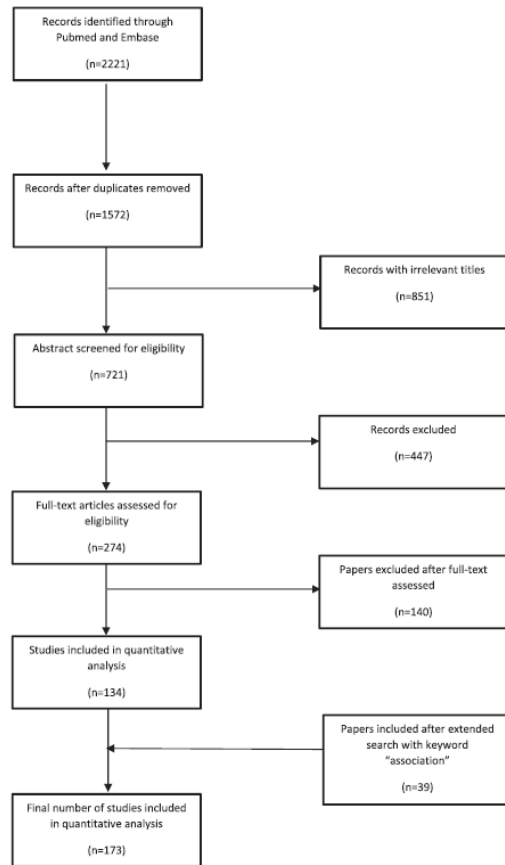 Records identified through
Pubmed and Embase
(n=2221)
Records after duplicates removed
(n=1572)
Records with irrelevant titles
(n=851)
Abstract screened for eligibility
(n=721)
Records excluded
(n=447)
Full-text articles assessed for
eligibility
(n=274)
Papers excluded after full-text
assessed
(n=140)
Studies included in quantitative
analysis
(n=134)
Papers included after extended
search with keyword
“association”
(n=39)
Final number of studies included
in quantitative analysis
(n=173)